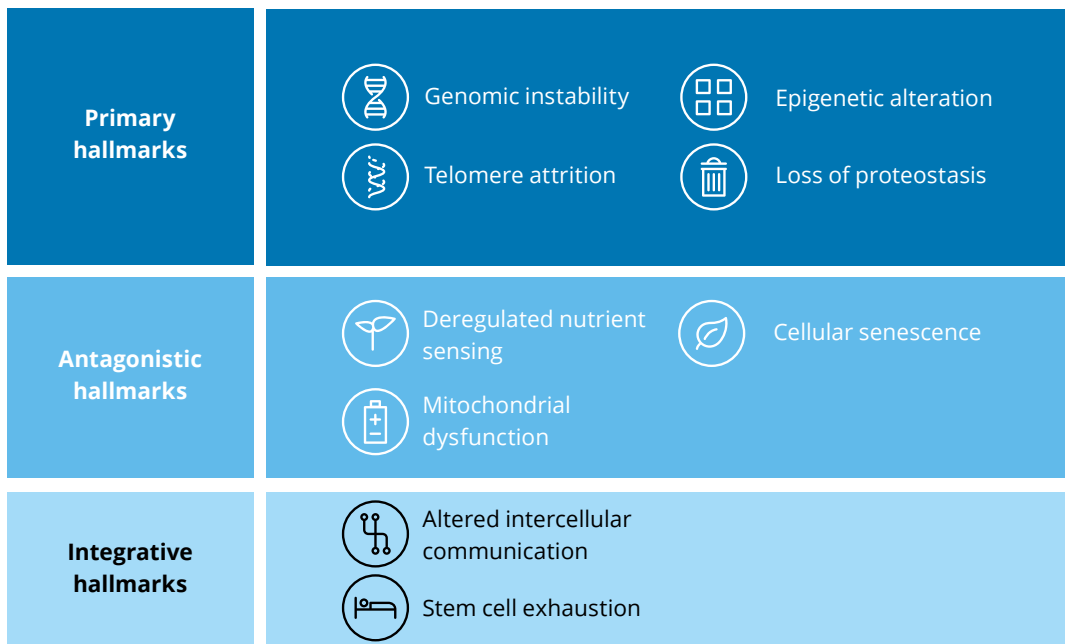 Primary
hallmarks
Genomic instability
Epigenetic alteration
Telomere attrition
Loss of proteostasis
Antagonistic
hallmarks
Deregulated nutrient
sensing
Cellular senescence
Mitochondrial
dysfunction
Integrative
hallmarks
Altered intercellular
communication
Stem cell exhaustion